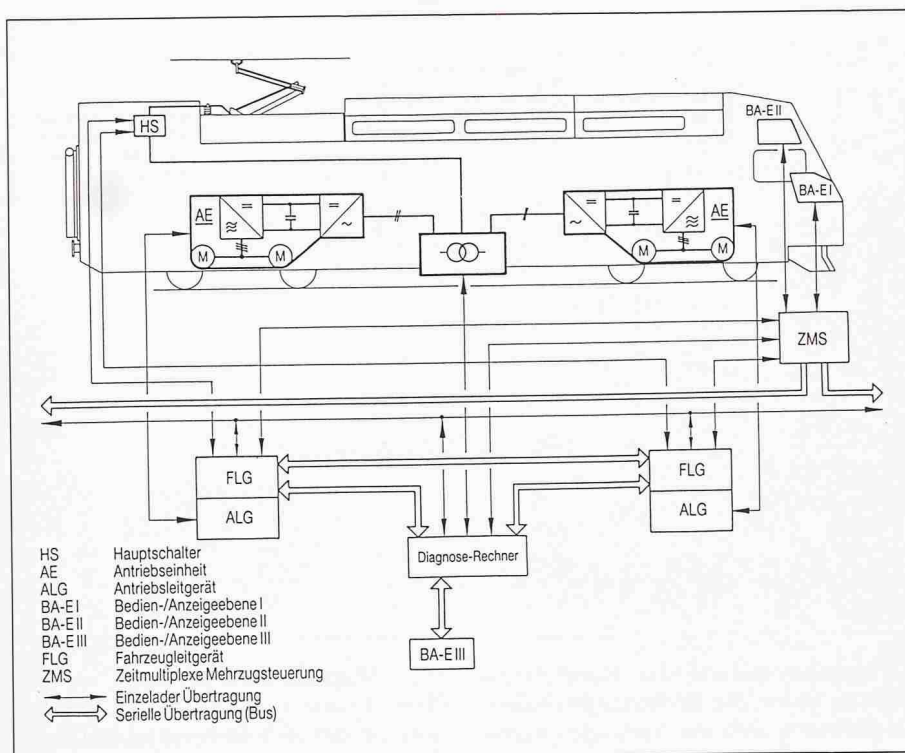 HS
BA-E II
BA-E I
AE
M
M
AE
M
M
ZMS
FLG
ALG
FLG
ALG
Diagnose-Rechner
BA-E III
HS Hauptschalter
AE Antriebseinheit
ALG Antriebsleitgerät
BA-E I Bedien-/Anzeigeebene I
BA-E II Bedien-/Anzeigeebene II
BA-E III Bedien-/Anzeigeebene III
FLG Fahrzeugleitgerät
ZMS Zeitmultiplexe Mehrzugsteuerung
Einzelader Übertragung
Serielle Übertragung (Bus)